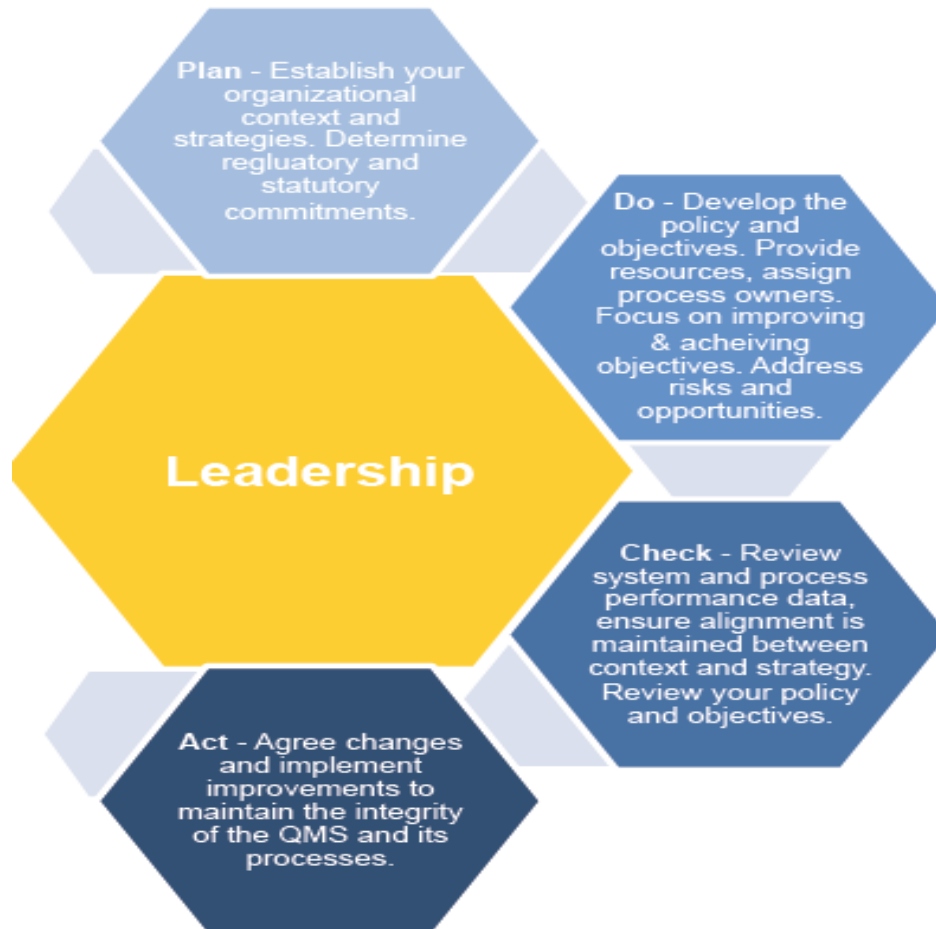 Plan - Establish your
organizational
context and
strategies. Determine
regluatory and
statutory
commitments.
Do - Develop the
policy and
objectives. Provide
resources, assign
process owners.
Focus on improving
& acheiving
objectives. Address
risks and
opportunities.
Leadership
Check - Review
system and process
performance data,
ensure alignment is
maintained between
context and strategy.
Review your policy
and objectives.
Act - Agree changes
and implement
improvements to
maintain the integrity
of the QMS and its
processes.